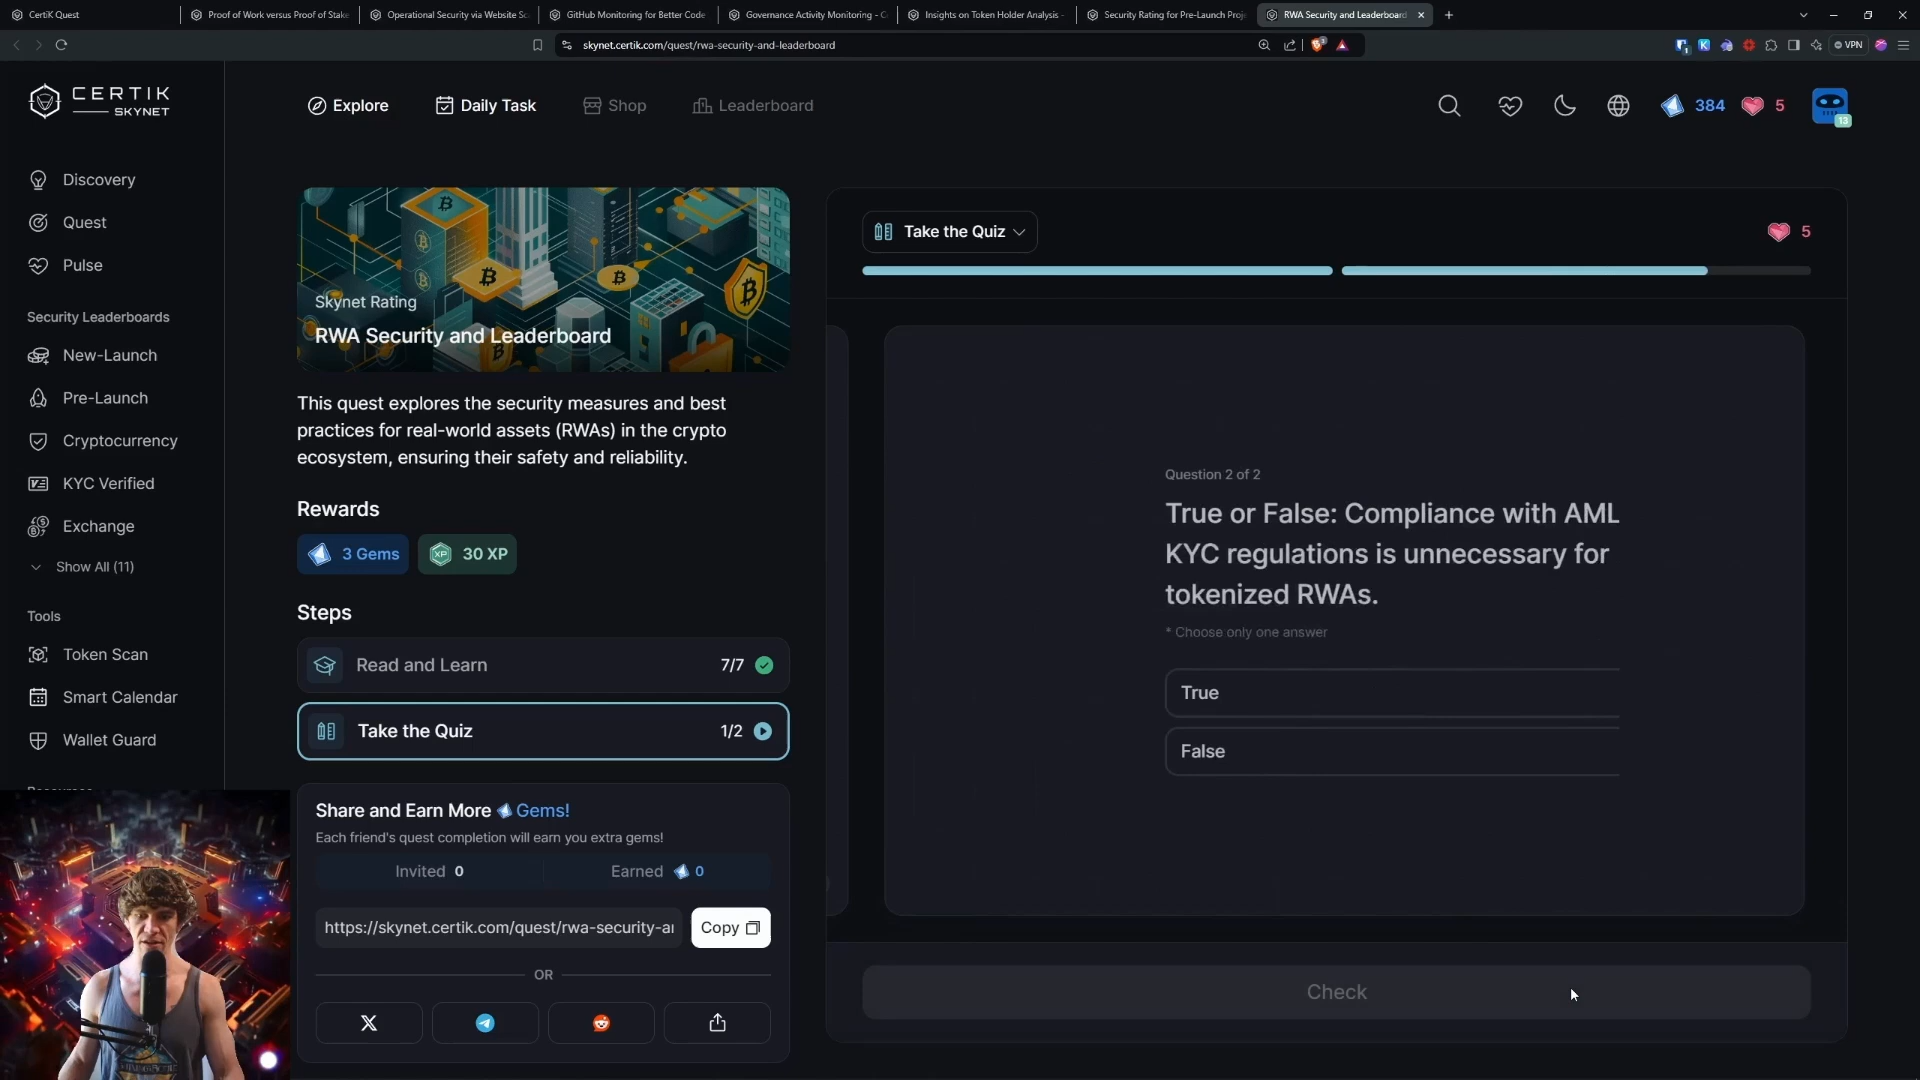 CertiK Quest
Proof of Work versus Proof of Stake
Operational Security via Website Sc
GitHub Monitoring for Better Code
Governance Activity Monitoring - C
Insights on Token Holder Analysis -
Security Rating for Pre-Launch Proj
RWA Security and Leaderboard
skynet.certik.com/quest/rwa-security-and-leaderboard
VPN
CERTIK
SKYNET
Explore
Daily Task
Shop
Leaderboard
384
5
13
Discovery
Quest
Pulse
Security Leaderboards
New-Launch
Pre-Launch
Cryptocurrency
KYC Verified
Exchange
Show All (11)
Tools
Token Scan
Smart Calendar
Wallet Guard
Skynet Rating
RWA Security and Leaderboard
This quest explores the security measures and best
practices for real-world assets (RWAs) in the crypto
ecosystem, ensuring their safety and reliability.
Rewards
3 Gems
XP 30 XP
Steps
Read and Learn 7/7
Take the Quiz 1/2
Share and Earn More Gems!
Each friend's quest completion will earn you extra gems!
Invited 0
Earned 0
https://skynet.certik.com/quest/rwa-security-a
Copy
OR
Take the Quiz
5
Question 2 of 2
True or False: Compliance with AML
KYC regulations is unnecessary for
tokenized RWAs.
* Choose only one answer
True
False
Check